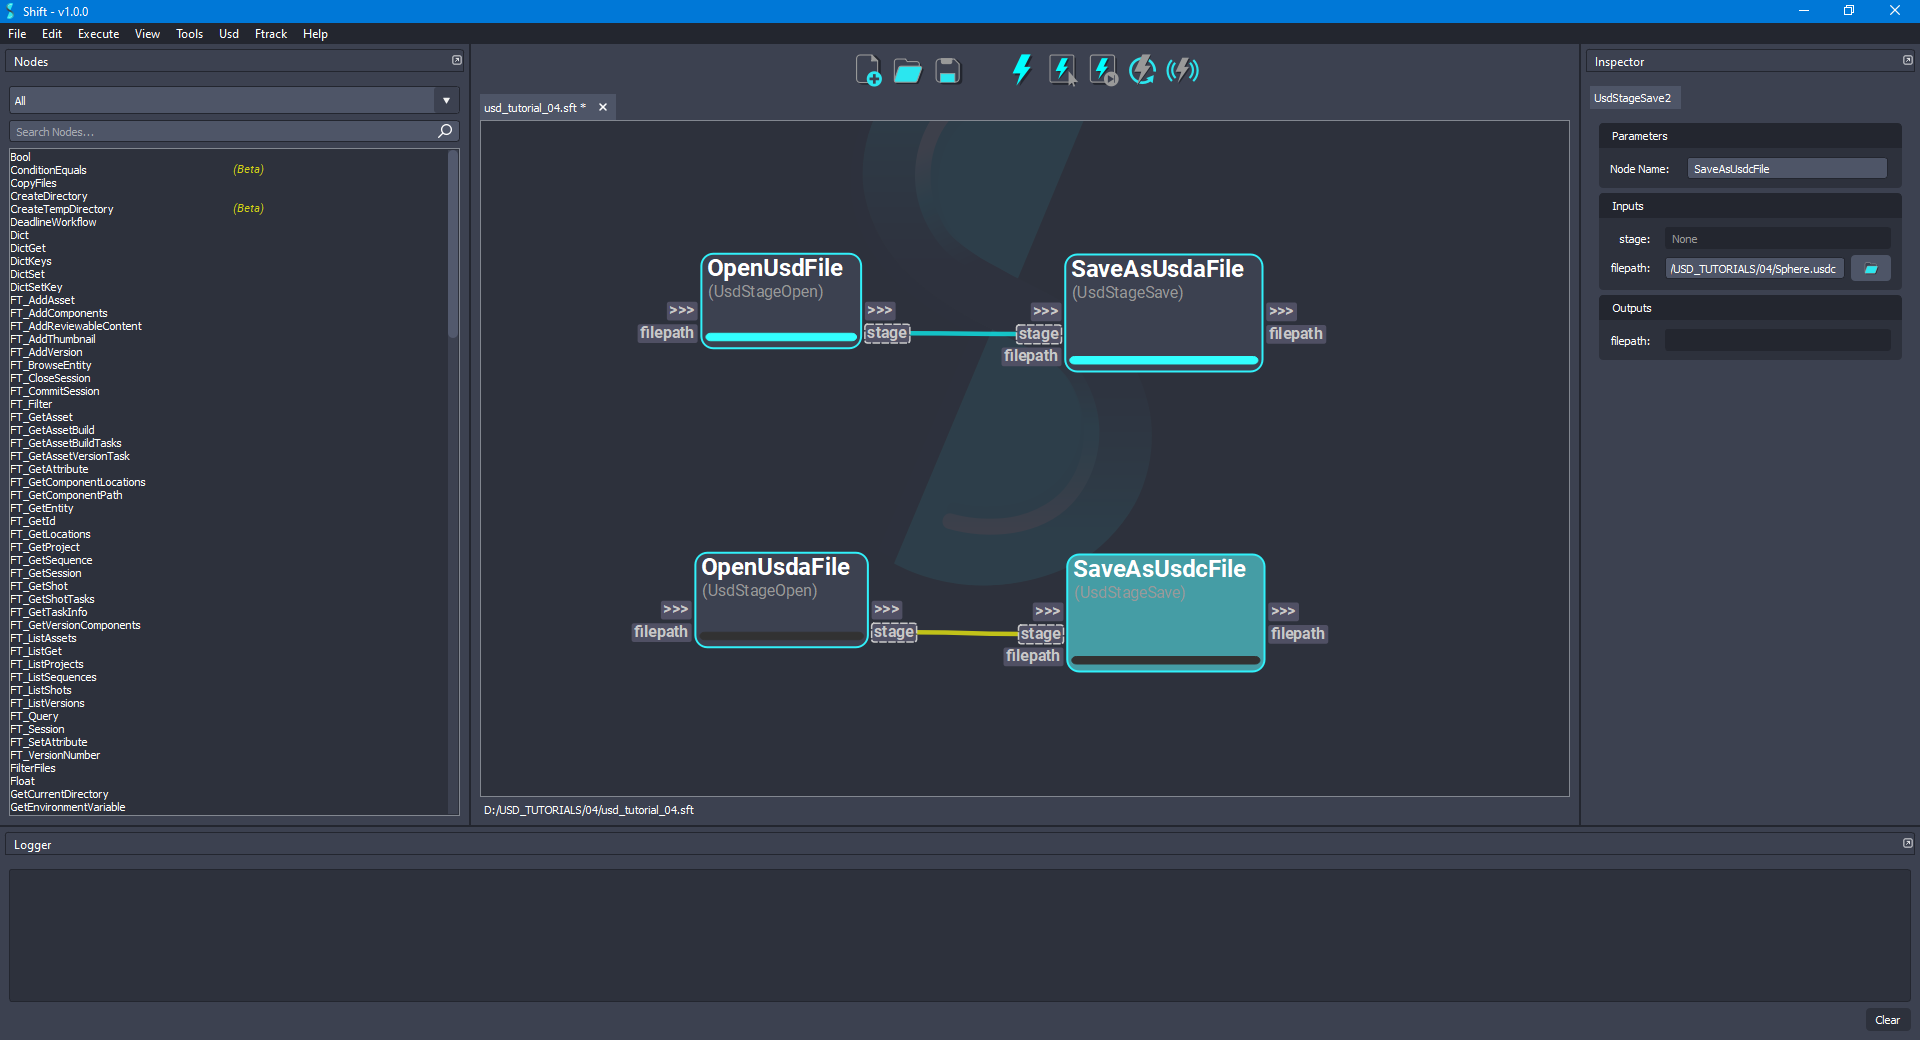 Shift - v1.0.0
File Edit Execute View Tools Usd Ftrack Help
Nodes
All
Search Nodes...
Bool
ConditionEquals (Beta)
CopyFiles
CreateDirectory
CreateTempDirectory (Beta)
DeadlineWorkflow
Dict
DictGet
DictKeys
DictSet
DictSetKey
FT_AddAsset
FT_AddComponents
FT_AddReviewableContent
FT_AddThumbnail
FT_AddVersion
FT_BrowseEntity
FT_CloseSession
FT_CommitSession
FT_Filter
FT_GetAsset
FT_GetAssetBuild
FT_GetAssetBuildTasks
FT_GetAssetVersionTask
FT_GetAttribute
FT_GetComponentLocations
FT_GetComponentPath
FT_GetEntity
FT_GetId
FT_GetLocations
FT_GetProject
FT_GetSequence
FT_GetSession
FT_GetShot
FT_GetShotTasks
FT_GetTaskInfo
FT_GetVersionComponents
FT_ListAssets
FT_ListGet
FT_ListProjects
FT_ListSequences
FT_ListShots
FT_ListVersions
FT_Query
FT_Session
FT_SetAttribute
FT_VersionNumber
FilterFiles
Float
GetCurrentDirectory
GetEnvironmentVariable
usd_tutorial_04.sft *
OpenUsdFile
(UsdStageOpen)
>>>
filepath
>>>
stage
SaveAsUsdaFile
(UsdStageSave)
>>>
stage
filepath
>>>
filepath
OpenUsdaFile
(UsdStageOpen)
>>>
filepath
>>>
stage
SaveAsUsdcFile
(UsdStageSave)
>>>
stage
filepath
>>>
filepath
D:/USD_TUTORIALS/04/usd_tutorial_04.sft
Inspector
UsdStageSave2
Parameters
Node Name: SaveAsUsdcFile
Inputs
stage: None
filepath: /USD_TUTORIALS/04/Sphere.usdc
Outputs
filepath:
Logger
Clear